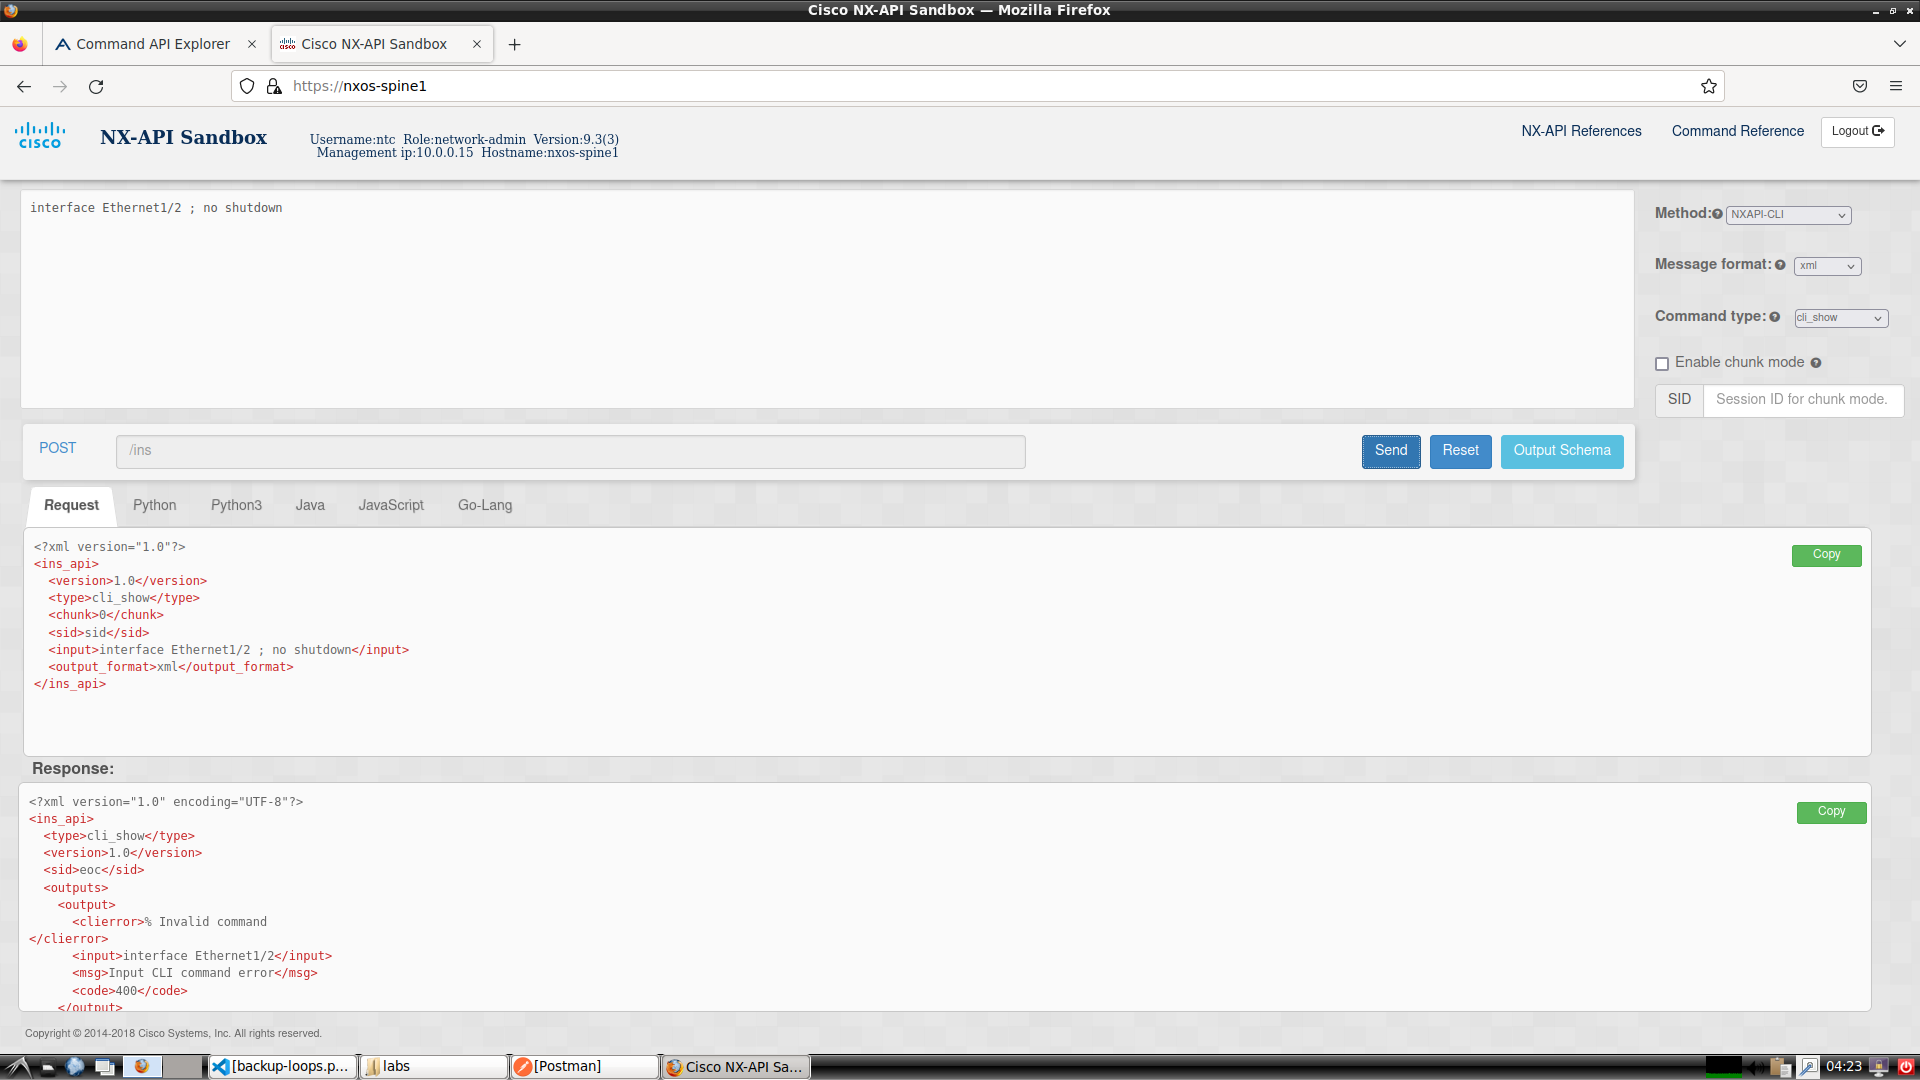 Cisco NX-API Sandbox — Mozilla Firefox
Command API Explorer
Cisco NX-API Sandbox
https://nxos-spine1
cisco
NX-API Sandbox
Username:ntc Role:network-admin Version:9.3(3)
Management ip:10.0.0.15 Hostname:nxos-spine1
NX-API References
Command Reference
Logout
interface Ethernet1/2 ; no shutdown
Method:
NXAPI-CLI
Message format:
xml
Command type:
cli_show
Enable chunk mode
SID
Session ID for chunk mode.
POST
/ins
Send
Reset
Output Schema
Request
Python
Python3
Java
JavaScript
Go-Lang
<?xml version="1.0"?>
<ins_api>
  <version>1.0</version>
  <type>cli_show</type>
  <chunk>0</chunk>
  <sid>sid</sid>
  <input>interface Ethernet1/2 ; no shutdown</input>
  <output_format>xml</output_format>
</ins_api>
Copy
Response:
<?xml version="1.0" encoding="UTF-8"?>
<ins_api>
  <type>cli_show</type>
  <version>1.0</version>
  <sid>eoc</sid>
  <outputs>
    <output>
      <clierror>% Invalid command
</clierror>
      <input>interface Ethernet1/2</input>
      <msg>Input CLI command error</msg>
      <code>400</code>
    </output>
Copy
Copyright © 2014-2018 Cisco Systems, Inc. All rights reserved.
[backup-loops.p...
labs
[Postman]
Cisco NX-API Sa...
04:23